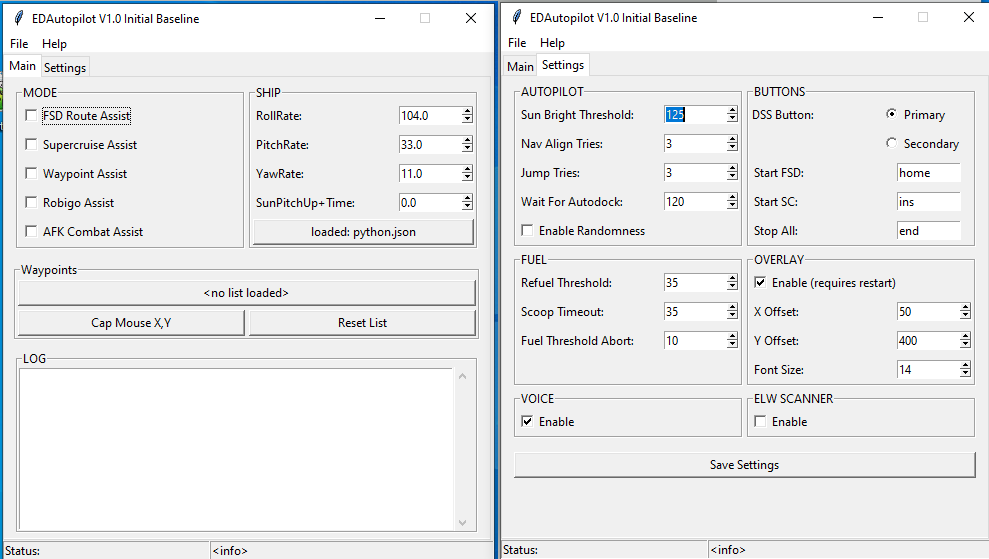 EDAutopilot V1.0 Initial Baseline
File Help
Main Settings
MODE
FSD Route Assist
Supercruise Assist
Waypoint Assist
Robigo Assist
AFK Combat Assist
SHIP
RollRate: 104.0
PitchRate: 33.0
YawRate: 11.0
SunPitchUp+Time: 0.0
loaded: python.json
Waypoints
<no list loaded>
Cap Mouse X,Y Reset List
LOG
Status: <info>
EDAutopilot V1.0 Initial Baseline
File Help
Main Settings
AUTOPILOT
Sun Bright Threshold: 125
Nav Align Tries: 3
Jump Tries: 3
Wait For Autodock: 120
Enable Randomness
BUTTONS
DSS Button: Primary
Secondary
Start FSD: home
Start SC: ins
Stop All: end
FUEL
Refuel Threshold: 35
Scoop Timeout: 35
Fuel Threshold Abort: 10
OVERLAY
Enable (requires restart)
X Offset: 50
Y Offset: 400
Font Size: 14
VOICE
Enable
ELW SCANNER
Enable
Save Settings
Status: <info>